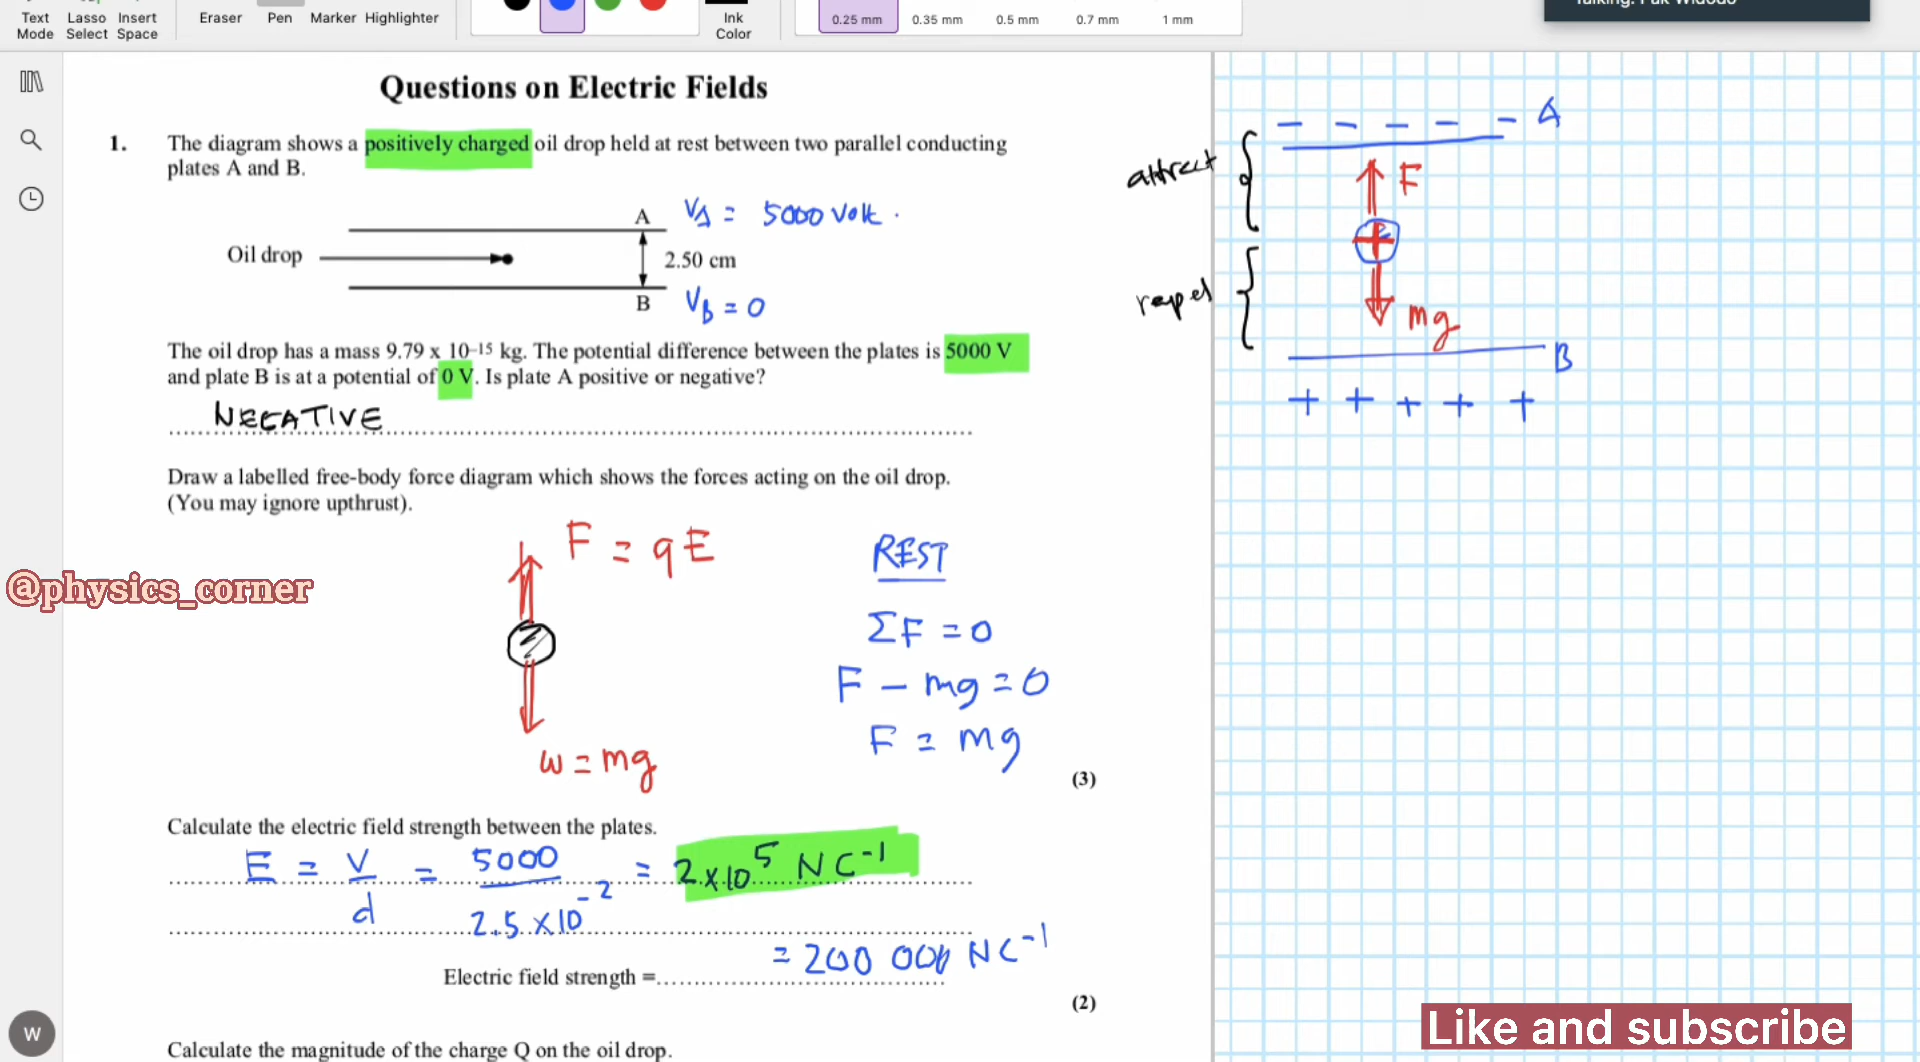 Text Mode
Lasso Select
Insert Space
Eraser
Pen
Marker
Highlighter
Ink Color
0.25 mm
0.35 mm
0.5 mm
0.7 mm
1 mm
Questions on Electric Fields
1. The diagram shows a positively charged oil drop held at rest between two parallel conducting
plates A and B.
A VA = 5000 Volt.
Oil drop
2.50 cm
B VB = 0
The oil drop has a mass 9.79 x 10–15 kg. The potential difference between the plates is 5000 V
and plate B is at a potential of 0 V. Is plate A positive or negative?
NEGATIVE
Draw a labelled free-body force diagram which shows the forces acting on the oil drop.
(You may ignore upthrust).
F = qE
W = mg
REST
ΣF = 0
F - mg = 0
F = mg
(3)
@physics_corner
Calculate the electric field strength between the plates.
E = V/d = 5000/2.5×10-2 = 2×10^5 NC-1
= 200 000 NC-1
Electric field strength =
(2)
Calculate the magnitude of the charge Q on the oil drop.
- - - - - A
attract
F
+
repel
mg
B
+ + + + +
W
Like and subscribe